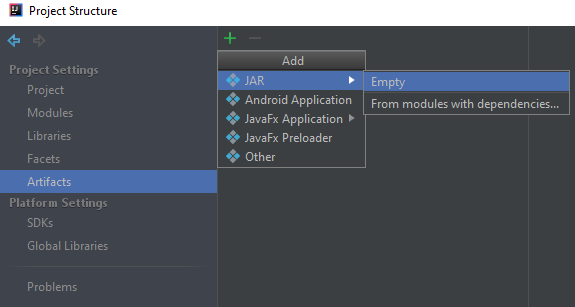 Project Structure
Project Settings
Project
Modules
Libraries
Facets
Artifacts
Platform Settings
SDKs
Global Libraries
Problems
Add
JAR
Android Application
JavaFx Application
JavaFx Preloader
Other
Empty
From modules with dependencies...